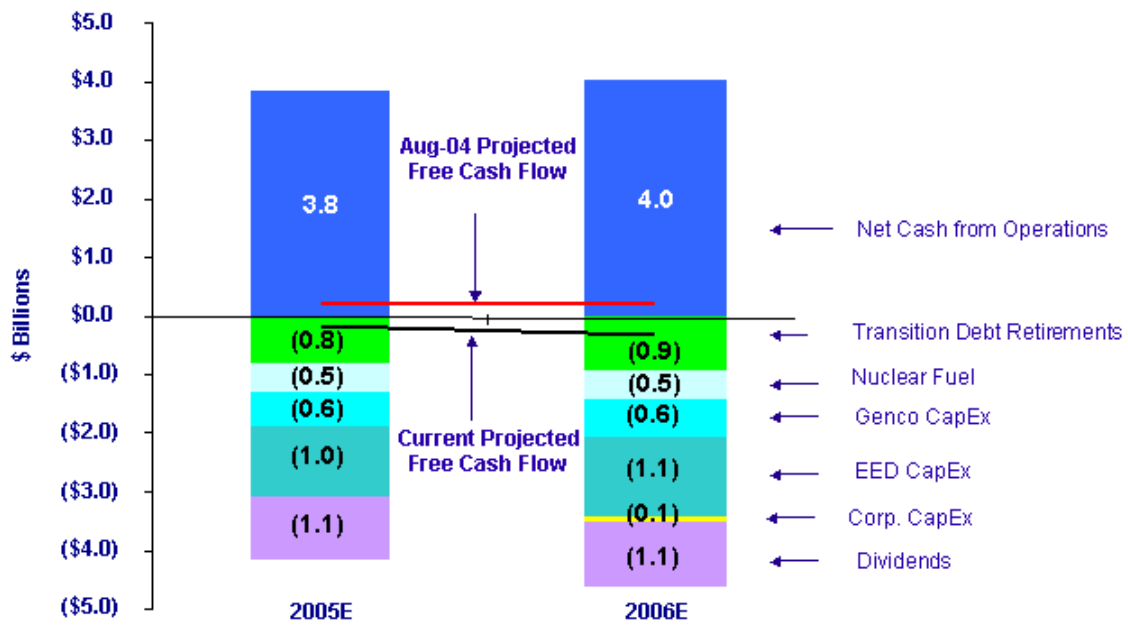 $5.0
$4.0
$3.0
$2.0
$1.0
$0.0
($1.0)
($2.0)
($3.0)
($4.0)
($5.0)
$ Billions
Aug-04 Projected
Free Cash Flow
Current Projected
Free Cash Flow
3.8
(0.8)
(0.5)
(0.6)
(1.0)
(1.1)
2005E
4.0
(0.9)
(0.5)
(0.6)
(1.1)
(0.1)
(1.1)
2006E
Net Cash from Operations
Transition Debt Retirements
Nuclear Fuel
Genco CapEx
EED CapEx
Corp. CapEx
Dividends